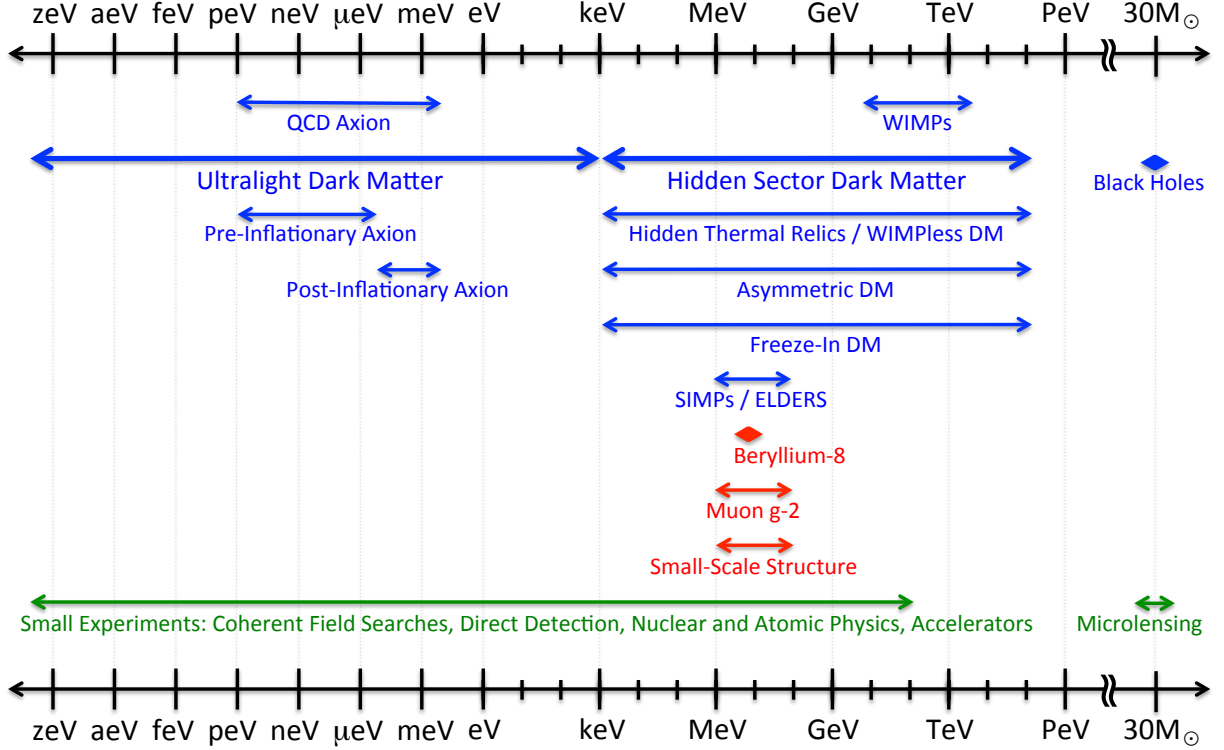 zeV aeV feV peV neV μeV meV eV keV MeV GeV TeV PeV 30M☉
QCD Axion WIMPs
Ultralight Dark Matter Hidden Sector Dark Matter Black Holes
Pre-Inflationary Axion Hidden Thermal Relics / WIMPless DM
Post-Inflationary Axion Asymmetric DM
Freeze-In DM
SIMPs / ELDERS
Beryllium-8
Muon g-2
Small-Scale Structure
Small Experiments: Coherent Field Searches, Direct Detection, Nuclear and Atomic Physics, Accelerators Microlensing
zeV aeV feV peV neV μeV meV eV keV MeV GeV TeV PeV 30M☉